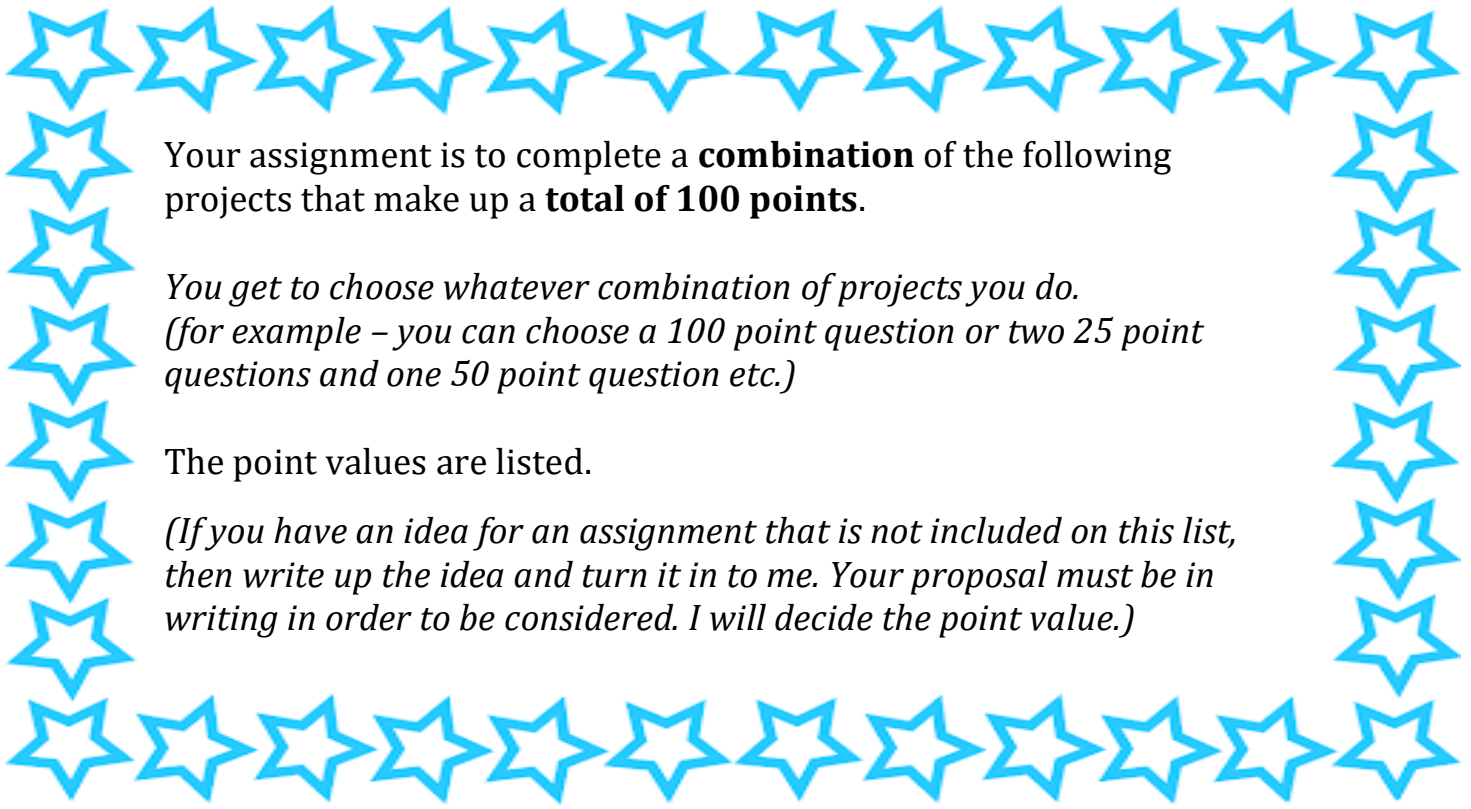 Your assignment is to complete a combination of the following
projects that make up a total of 100 points.
You get to choose whatever combination of projects you do.
(for example – you can choose a 100 point question or two 25 point
questions and one 50 point question etc.)
The point values are listed.
(If you have an idea for an assignment that is not included on this list,
then write up the idea and turn it in to me. Your proposal must be in
writing in order to be considered. I will decide the point value.)